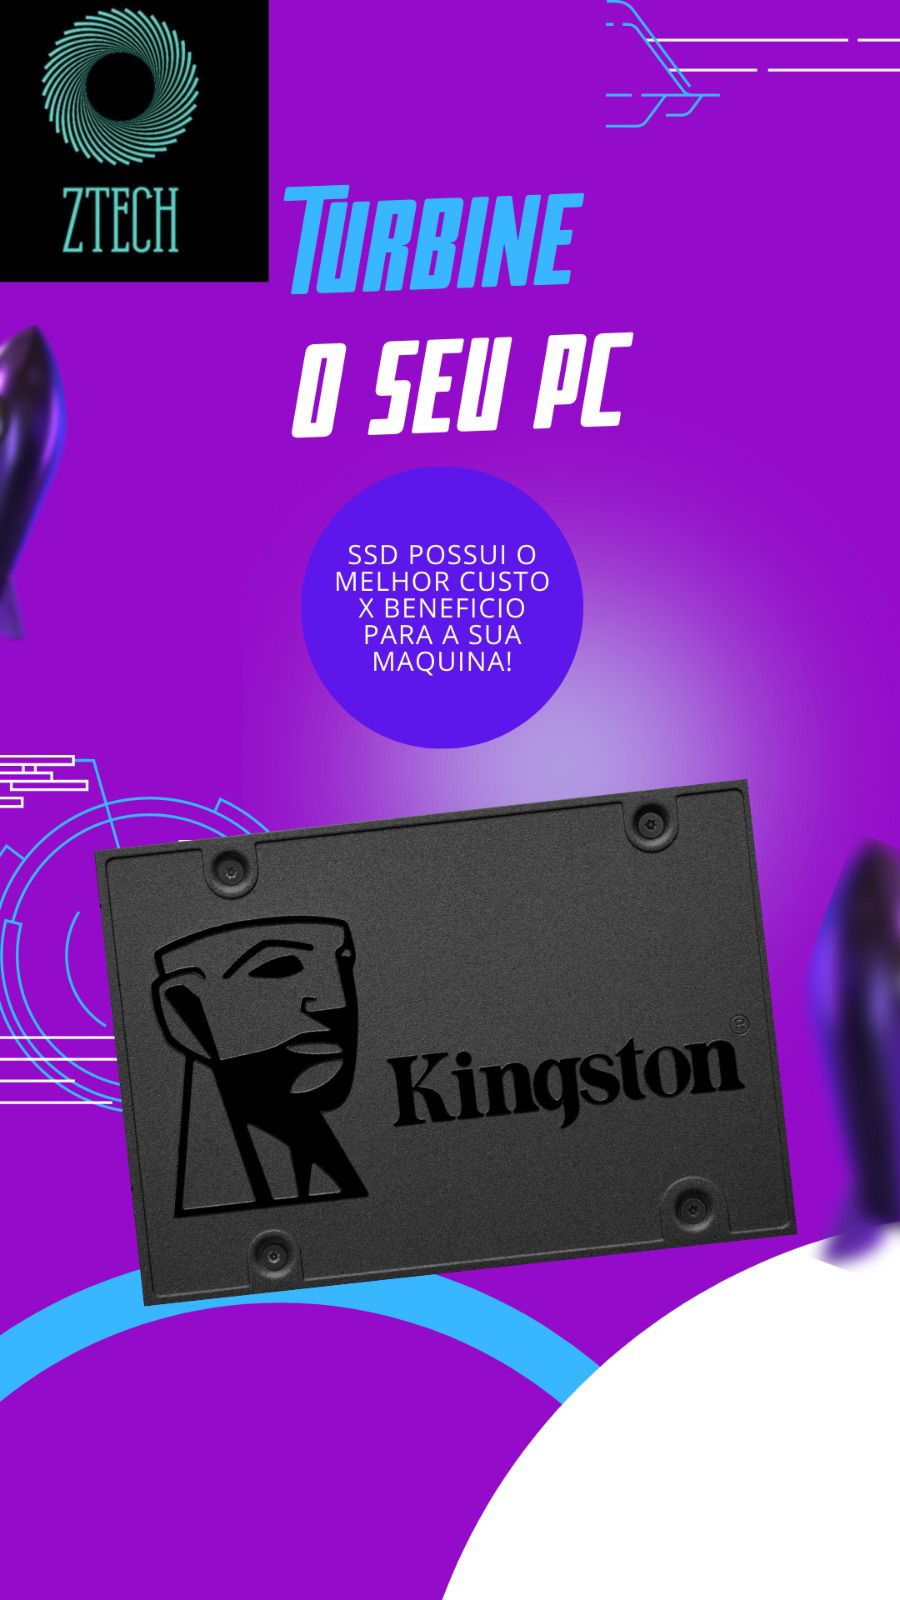 ZTECH
TURBINE
O SEU PC
SSD POSSUI O
MELHOR CUSTO
X BENEFICIO
PARA A SUA
MAQUINA!
Kingston®